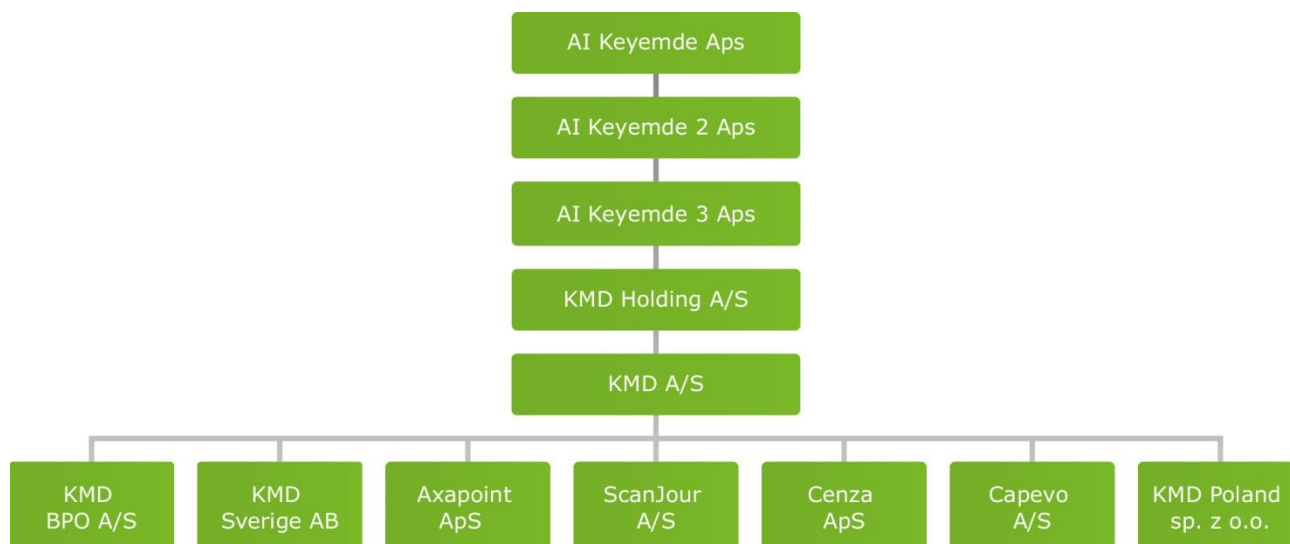 AI Keyemde Aps
AI Keyemde 2 Aps
AI Keyemde 3 Aps
KMD Holding A/S
KMD A/S
KMD
BPO A/S
KMD
Sverige AB
Axapoint
ApS
ScanJour
A/S
Cenza
ApS
Capevo
A/S
KMD Poland
sp. z o.o.